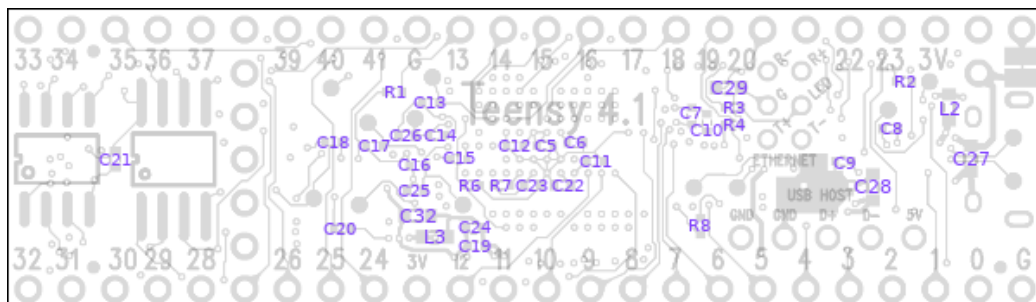 33 34 35 36 37 39 40 41 G 13 14 15 16 17 18 19 20 22 23 3V
R- R+
G LED
T+ T-
R1 C13 Teensy 4.1 C29 R3 R4 C7 C10 R2 L2 C8
C21 C18 C17 C26 C14 C16 C15 C12 C5 C6 C11
ETHERNET C9 C27
USB HOST C28
C25 R6 R7 C23 C22
C32 L3 C24 C19 C20 R8
GND GND D+ D- 5V
32 31 30 29 28 26 25 24 3V 12 11 10 9 8 7 6 5 4 3 2 1 0 G